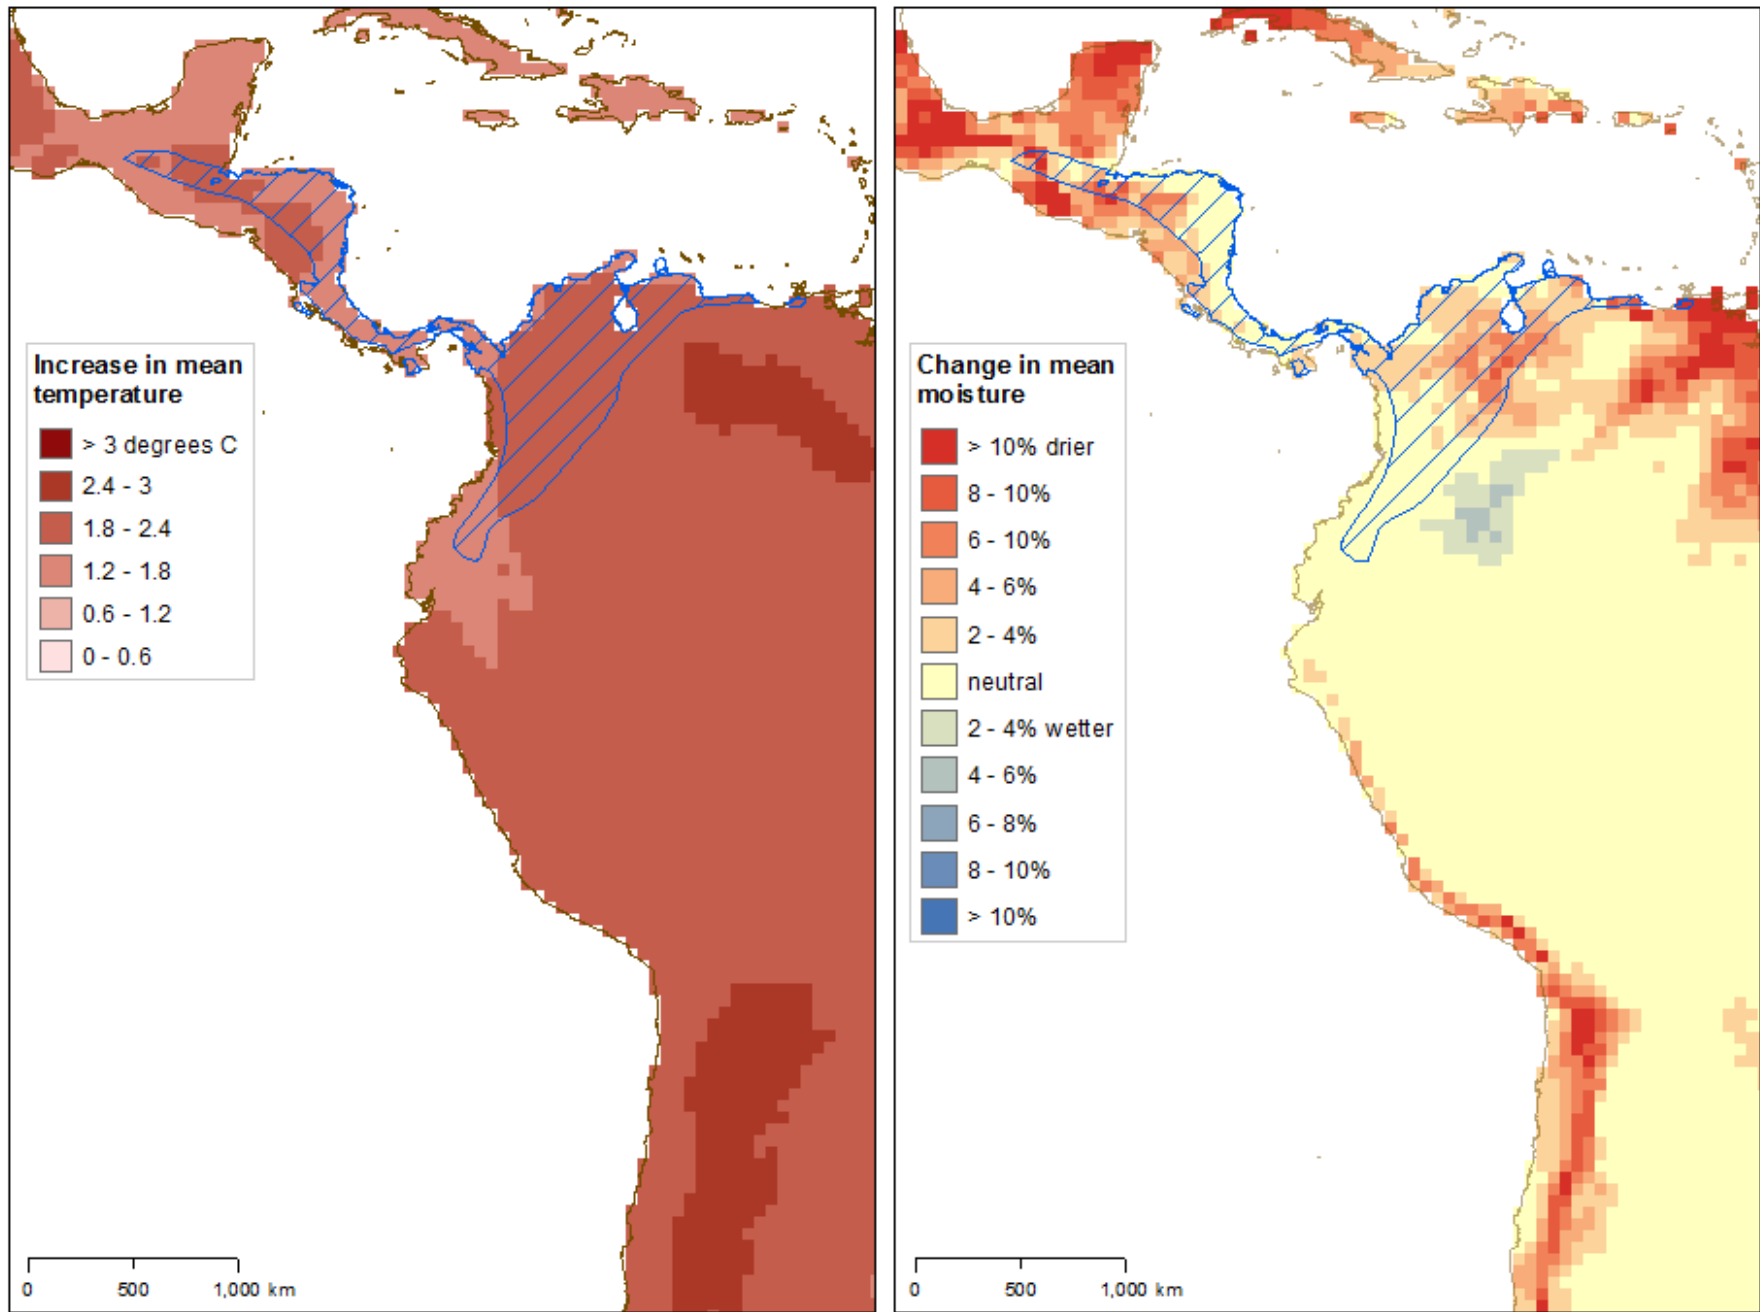 Increase in mean
temperature
> 3 degrees C
2.4 - 3
1.8 - 2.4
1.2 - 1.8
0.6 - 1.2
0 - 0.6
0 500 1,000 km
Change in mean
moisture
> 10% drier
8 - 10%
6 - 10%
4 - 6%
2 - 4%
neutral
2 - 4% wetter
4 - 6%
6 - 8%
8 - 10%
> 10%
0 500 1,000 km